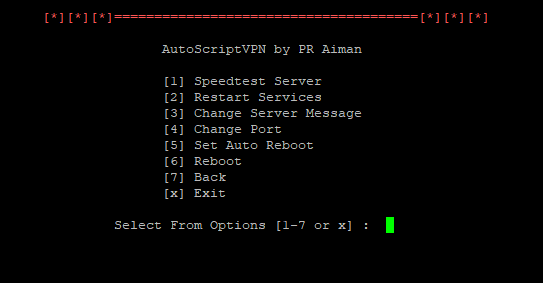 [*][*][*]======================================[*][*][*]
AutoScriptVPN by PR Aiman
[1] Speedtest Server
[2] Restart Services
[3] Change Server Message
[4] Change Port
[5] Set Auto Reboot
[6] Reboot
[7] Back
[x] Exit
Select From Options [1-7 or x] :